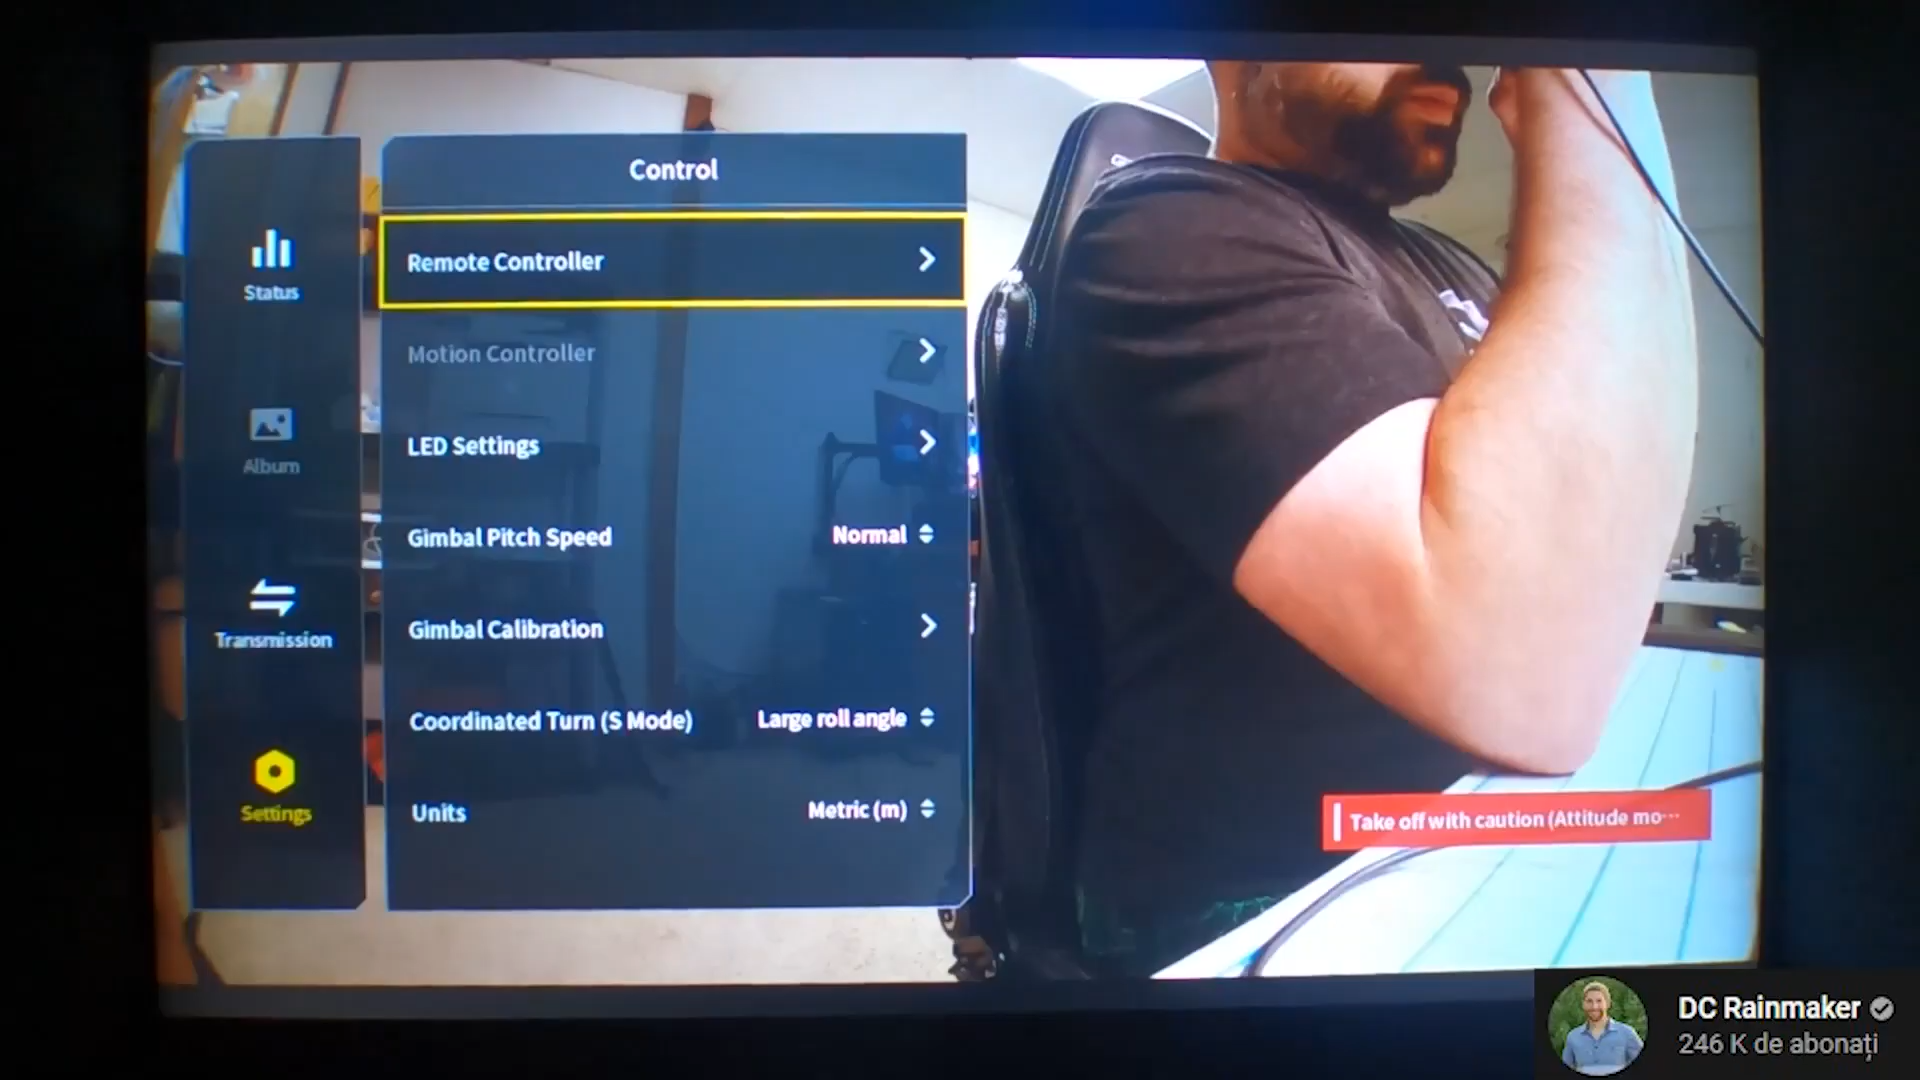 Control
Remote Controller
Motion Controller
LED Settings
Gimbal Pitch Speed Normal
Gimbal Calibration
Coordinated Turn (S Mode) Large roll angle
Units Metric (m)
Status
Album
Transmission
Settings
Take off with caution (Attitude mo...
DC Rainmaker
246 K de abonați